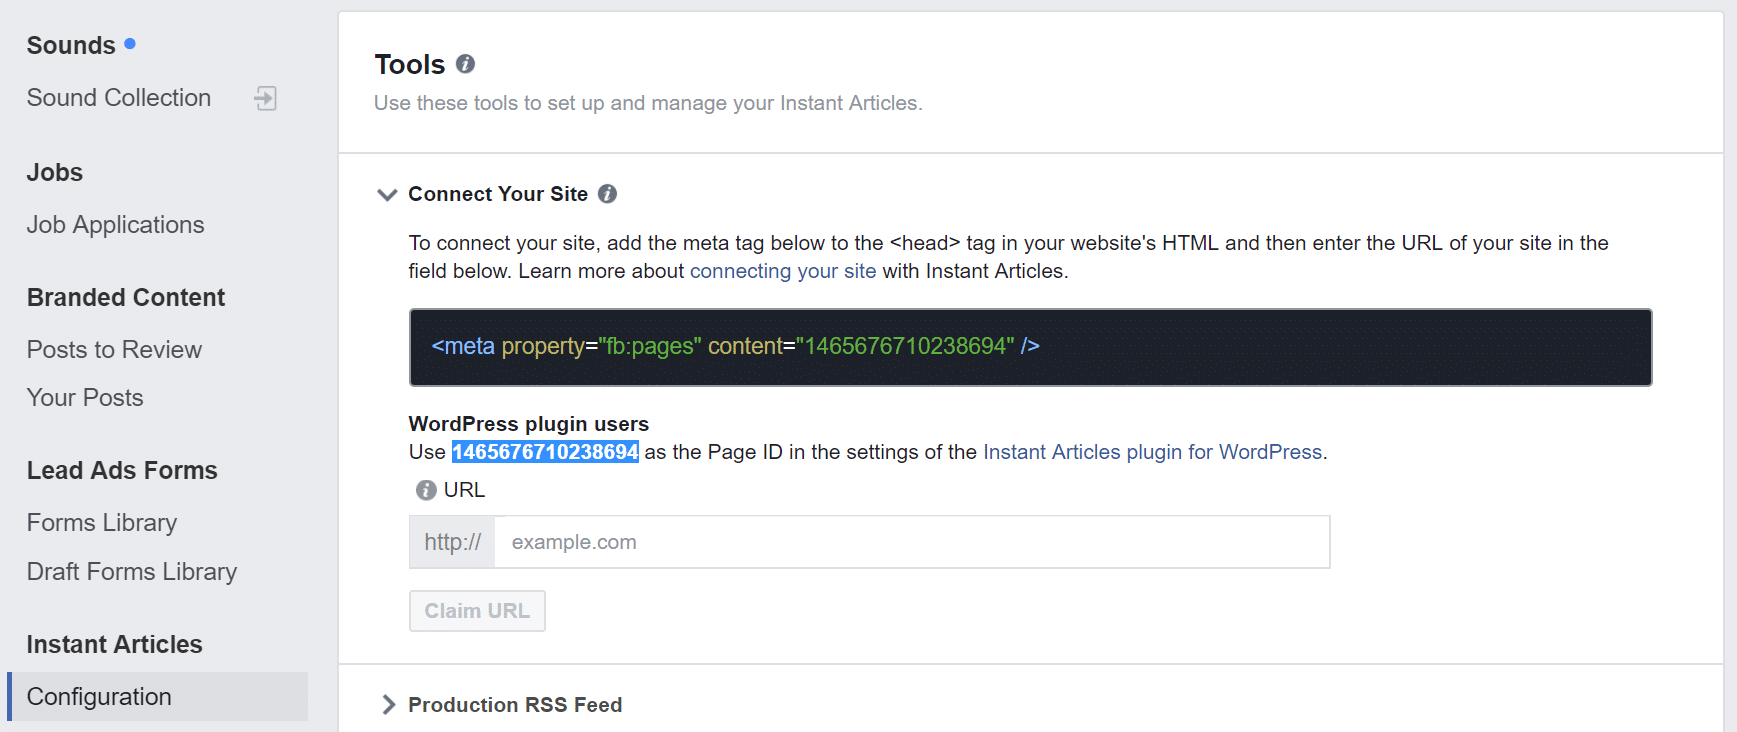 Sounds
Sound Collection
Jobs
Job Applications
Branded Content
Posts to Review
Your Posts
Lead Ads Forms
Forms Library
Draft Forms Library
Instant Articles
Configuration
Tools
Use these tools to set up and manage your Instant Articles.
Connect Your Site
To connect your site, add the meta tag below to the <head> tag in your website's HTML and then enter the URL of your site in the
field below. Learn more about connecting your site with Instant Articles.
<meta property="fb:pages" content="1465676710238694" />
WordPress plugin users
Use 1465676710238694 as the Page ID in the settings of the Instant Articles plugin for WordPress.
URL
http:// example.com
Claim URL
Production RSS Feed